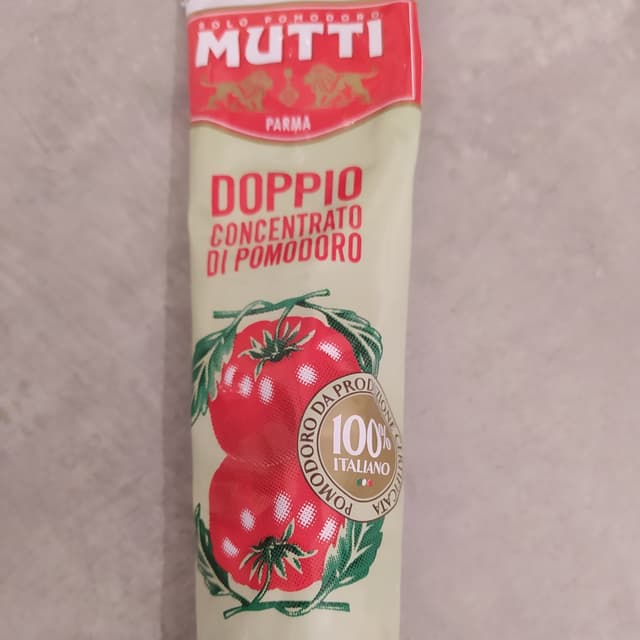 SOLO POMODORO
MUTTI
PARMA
DOPPIO
CONCENTRATO
DI POMODORO
POMODORO DA PRODUZIONE CERTIFICATA
100%
ITALIANO